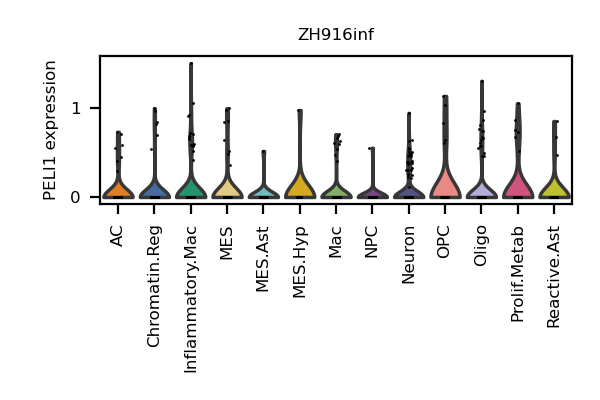 ZH916inf
PELI1 expression
1
0
AC
Chromatin.Reg
Inflammatory.Mac
MES
MES.Ast
MES.Hyp
Mac
NPC
Neuron
OPC
Oligo
Prolif.Metab
Reactive.Ast